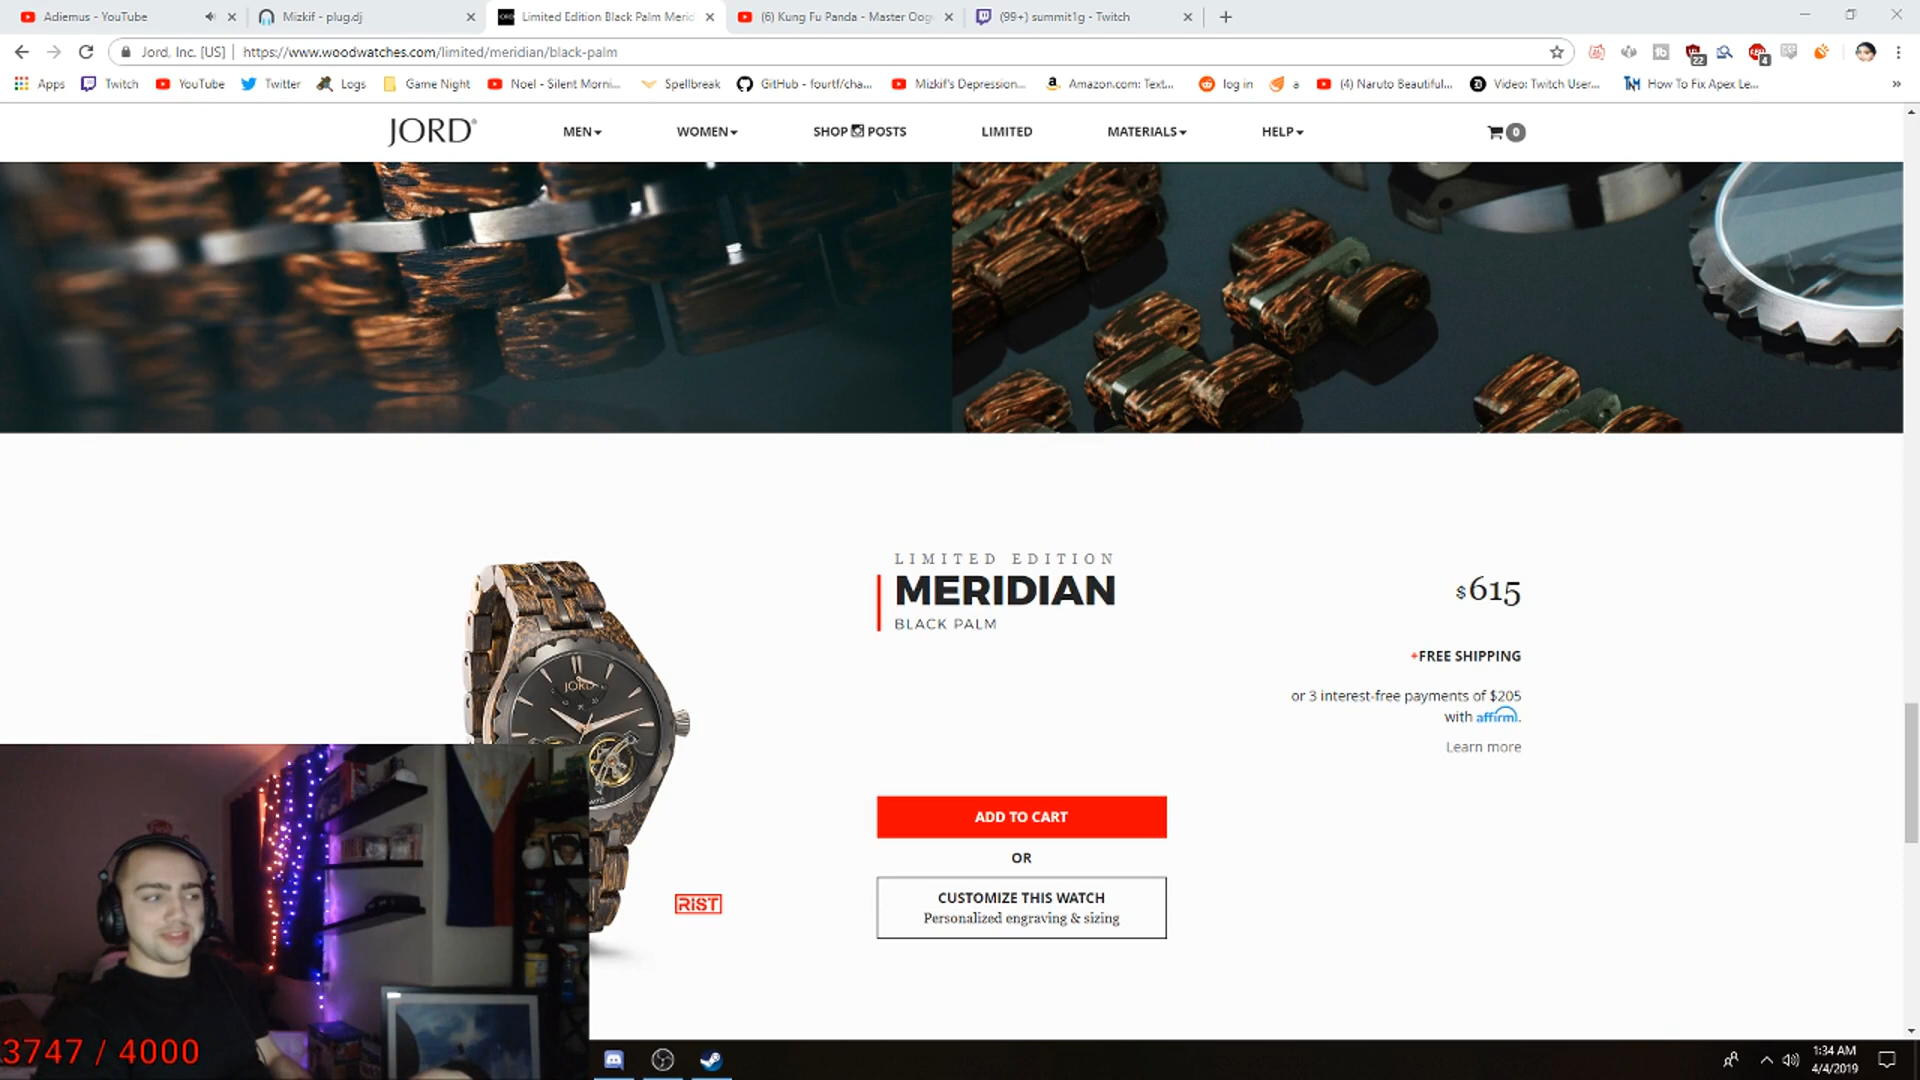 Adiemus - YouTube
Mizkif - plug.dj
Limited Edition Black Palm Merid
(6) Kung Fu Panda - Master Oog
(99+) summit1g - Twitch
Jord, Inc. [US] | https://www.woodwatches.com/limited/meridian/black-palm
22
4
Apps
Twitch
YouTube
Twitter
Logs
Game Night
Noel - Silent Morni...
Spellbreak
GitHub - fourtf/cha...
Mizkif's Depression...
Amazon.com: Text...
log in
a
(4) Naruto Beautiful...
Video: Twitch User...
How To Fix Apex Le...
JORD
MEN
WOMEN
SHOP POSTS
LIMITED
MATERIALS
HELP
0
LIMITED EDITION
MERIDIAN
BLACK PALM
$615
+FREE SHIPPING
or 3 interest-free payments of $205
with affirm.
Learn more
JORD
ADD TO CART
OR
CUSTOMIZE THIS WATCH
Personalized engraving & sizing
RiST
3747 / 4000
1:34 AM
4/4/2019